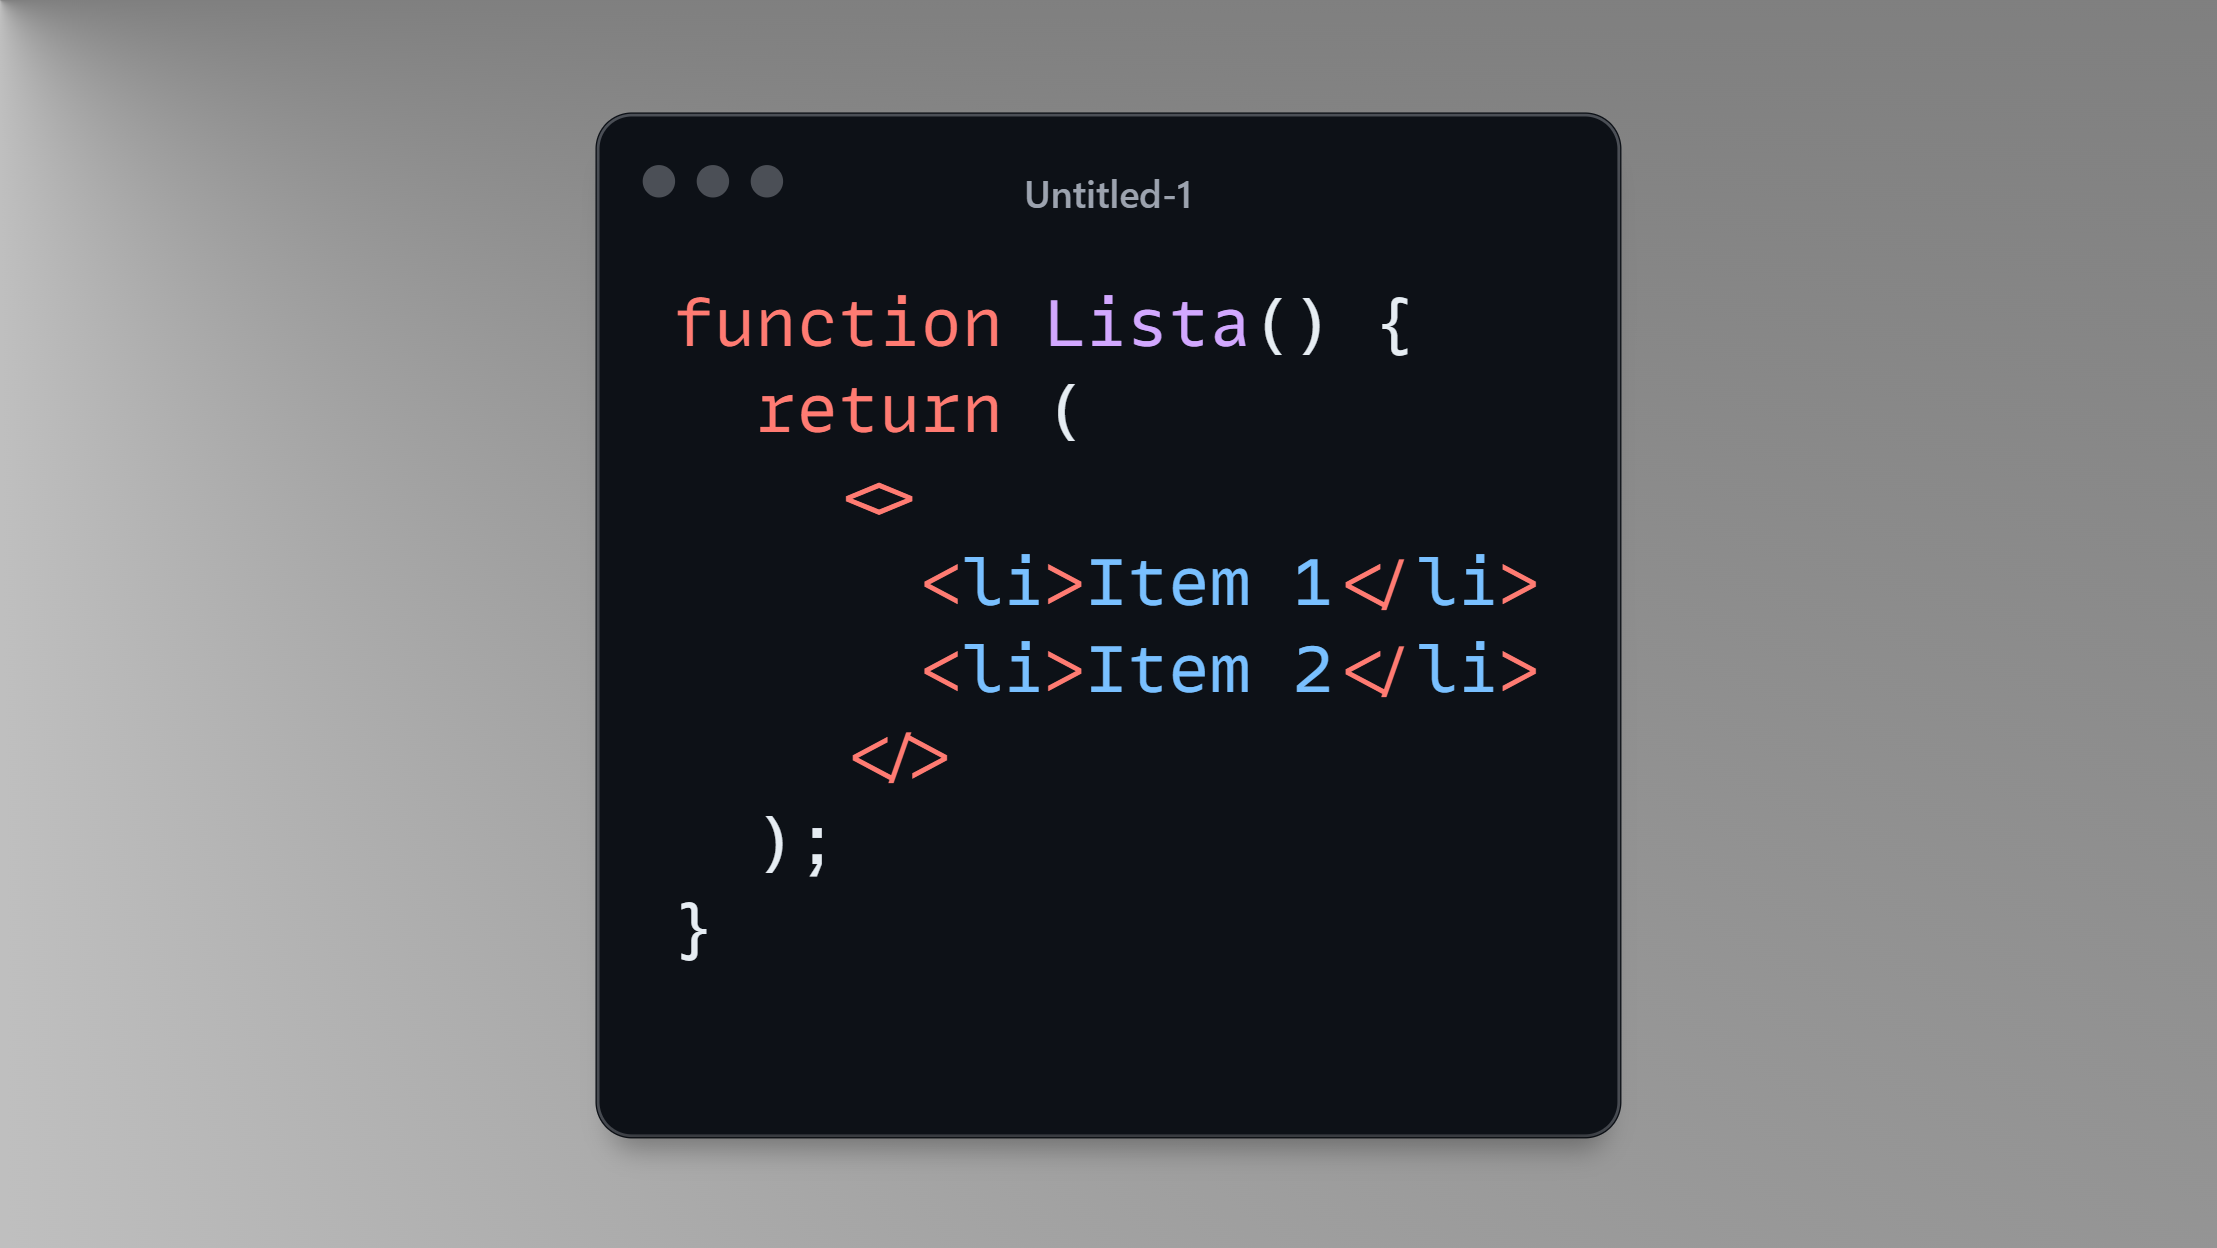 Untitled-1
function Lista() {
  return (
    <>
      <li>Item 1</li>
      <li>Item 2</li>
    </>
  );
}